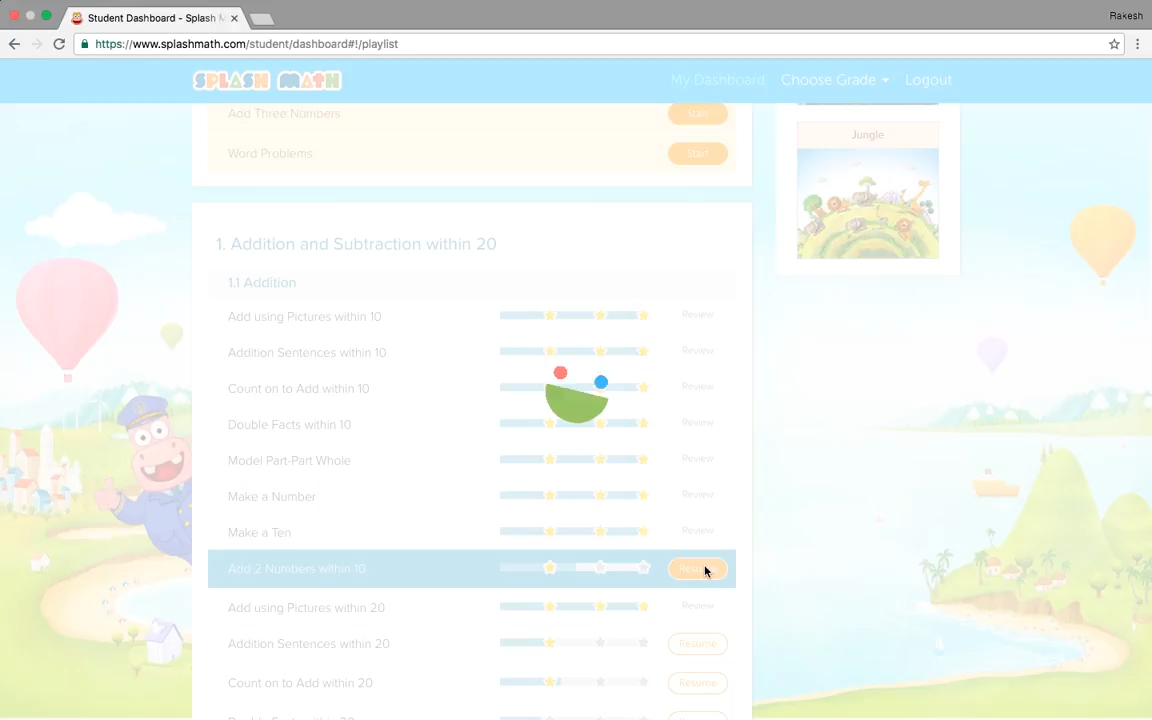 Student Dashboard - Splash M
Rakesh
https://www.splashmath.com/student/dashboard#!/playlist
SPLASH MATH My Dashboard Choose Grade Logout
Add Three Numbers Start
Word Problems Start
Jungle
1. Addition and Subtraction within 20
1.1 Addition
Add using Pictures within 10 Review
Addition Sentences within 10 Review
Count on to Add within 10 Review
Double Facts within 10 Review
Model Part-Part Whole Review
Make a Number Review
Make a Ten Review
Add 2 Numbers within 10 Resume
Add using Pictures within 20 Review
Addition Sentences within 20 Resume
Count on to Add within 20 Resume